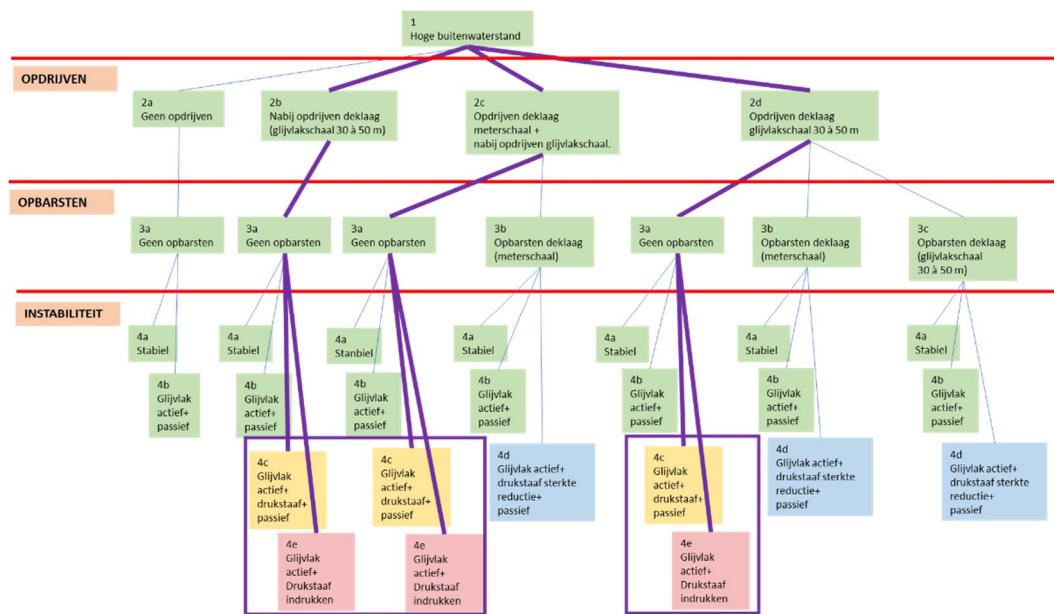 1
Hoge buitenwaterstand
OPDRIJVEN
2a
Geen opdrijven
2b
Nabij opdrijven deklaag
(glijvlakschaal 30 à 50 m)
2c
Opdrijven deklaag
meterschaal +
nabij opdrijven glijvlakschaal.
2d
Opdrijven deklaag
glijvlakschaal 30 à 50 m
OPBARSTEN
3a
Geen opbarsten
3a
Geen opbarsten
3a
Geen opbarsten
3b
Opbarsten deklaag
(meterschaal)
3a
Geen opbarsten
3b
Opbarsten deklaag
(meterschaal)
3c
Opbarsten deklaag
(glijvlakschaal
30 à 50 m)
INSTABILITEIT
4a
Stabiel
4a
Stabiel
4a
Stanbiel
4a
Stabiel
4a
Stabiel
4a
Stabiel
4a
Stabiel
4b
Glijvlak
actief+
passief
4b
Glijvlak
actief+
passief
4b
Glijvlak
actief+
passief
4b
Glijvlak
actief+
passief
4b
Glijvlak
actief+
passief
4b
Glijvlak
actief+
passief
4b
Glijvlak
actief+
passief
4c
Glijvlak
actief+
drukstaaf+
passief
4c
Glijvlak
actief+
drukstaaf+
passief
4d
Glijvlak actief+
drukstaaf sterkte
reductie+
passief
4c
Glijvlak
actief+
drukstaaf+
passief
4d
Glijvlak actief+
drukstaaf sterkte
reductie+
passief
4d
Glijvlak actief+
drukstaaf sterkte
reductie+
passief
4e
Glijvlak
actief+
Drukstaaf
indrukken
4e
Glijvlak
actief+
Drukstaaf
indrukken
4e
Glijvlak
actief+
Drukstaaf
indrukken